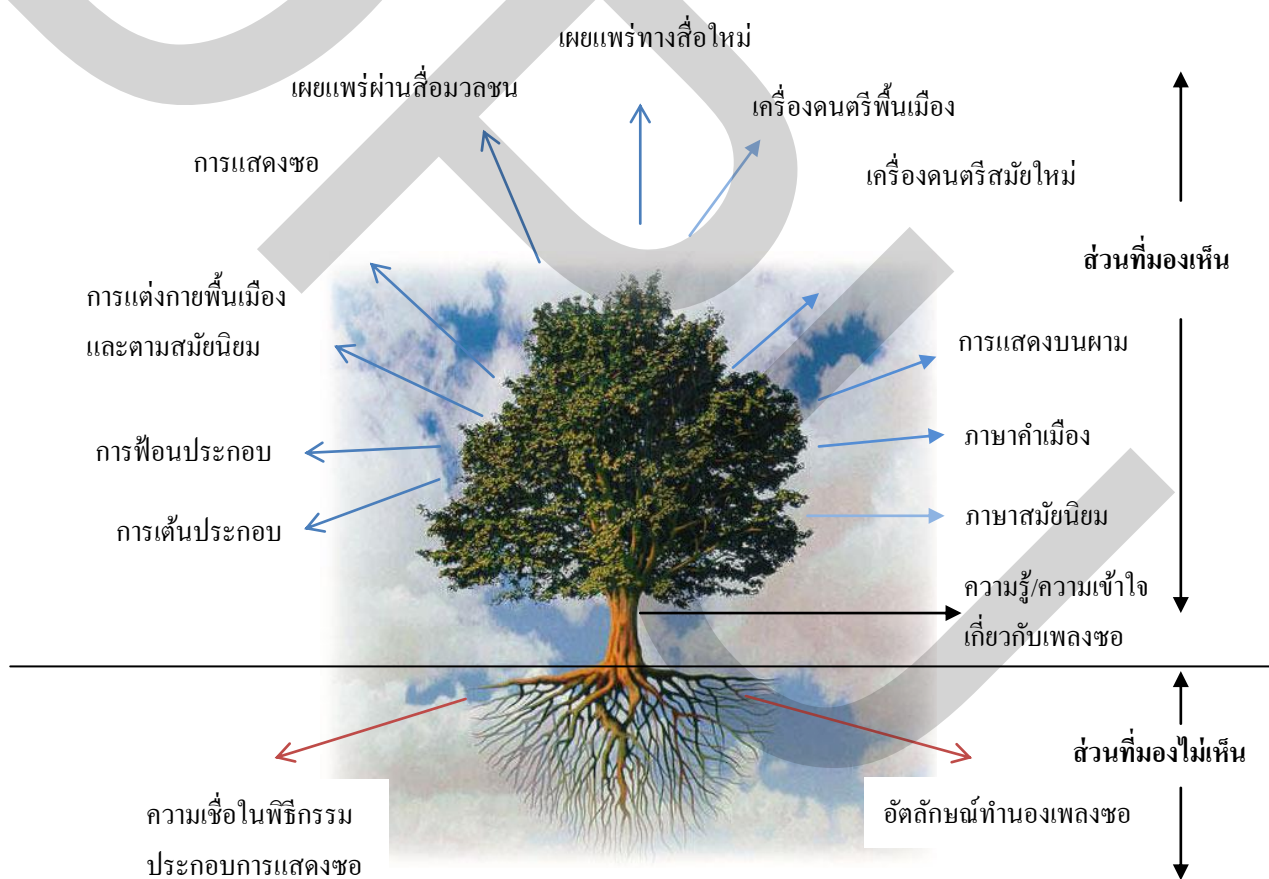 เผยแพร่ทางสื่อใหม่
เผยแพร่ผ่านสื่อมวลชน
เครื่องดนตรีพื้นเมือง
การแสดงซอ
เครื่องดนตรีสมัยใหม่
ส่วนที่มองเห็น
การแต่งกายพื้นเมือง
และตามสมัยนิยม
การแสดงบนผาม
การฟ้อนประกอบ
ภาษาคำเมือง
การเต้นประกอบ
ภาษาสมัยนิยม
ความรู้/ความเข้าใจ
เกี่ยวกับเพลงซอ
ส่วนที่มองไม่เห็น
ความเชื่อในพิธีกรรม
ประกอบการแสดงซอ
อัตลักษณ์ทำนองเพลงซอ